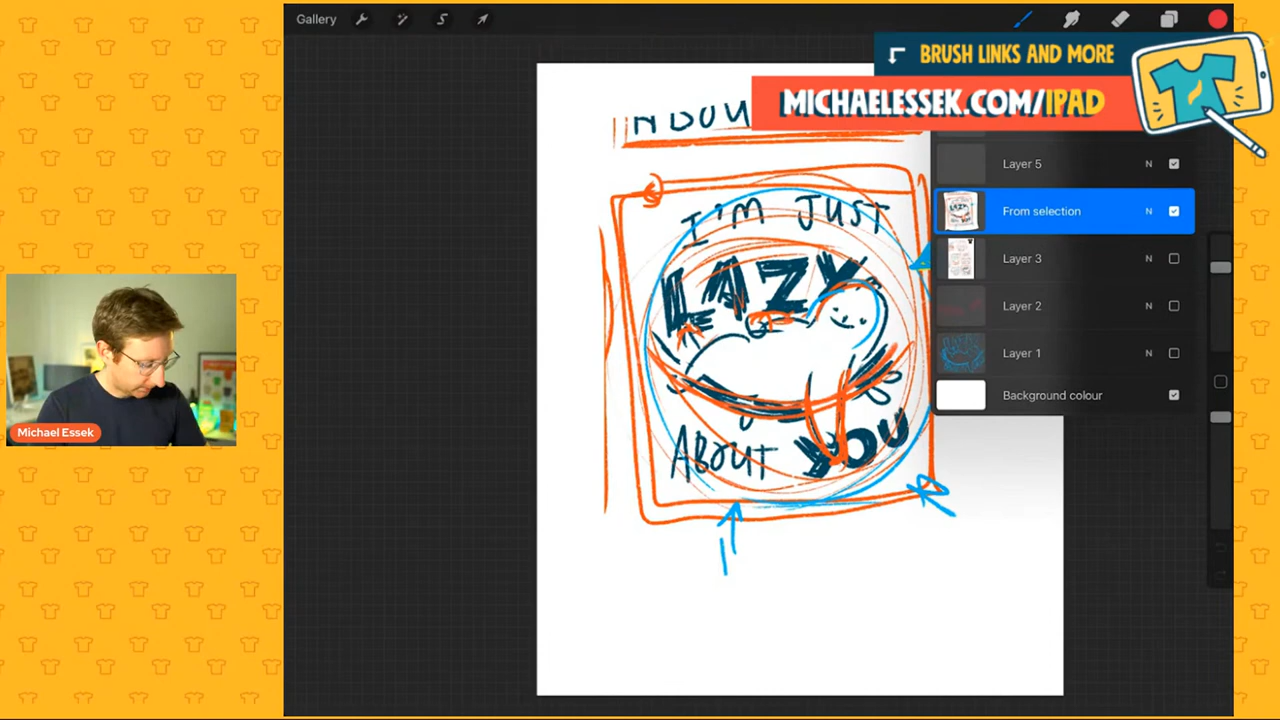 Gallery
BRUSH LINKS AND MORE
MICHAELESSEK.COM/IPAD
Layer 5 N
From selection N
Layer 3 N
Layer 2 N
Layer 1 N
Background colour
I'M JUST
LAZY
ABOUT YOU
Michael Essek